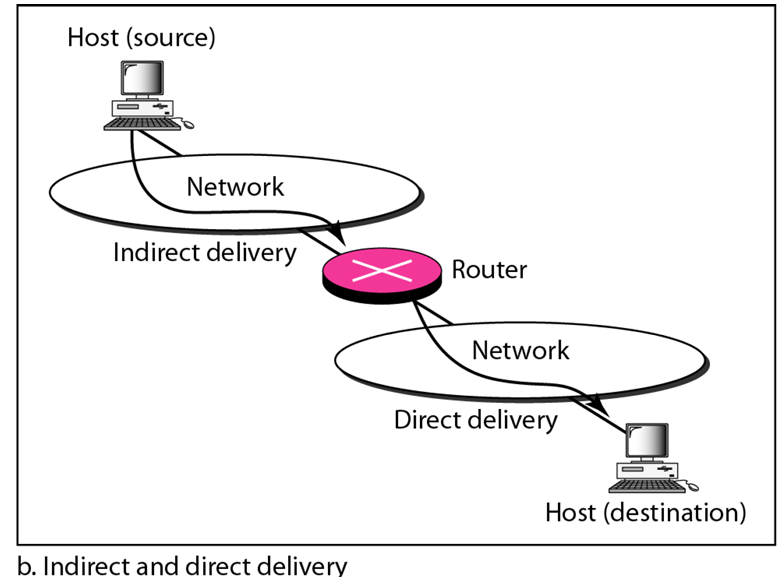 Host (source)
Network
Indirect delivery
Router
Network
Direct delivery
Host (destination)
b. Indirect and direct delivery